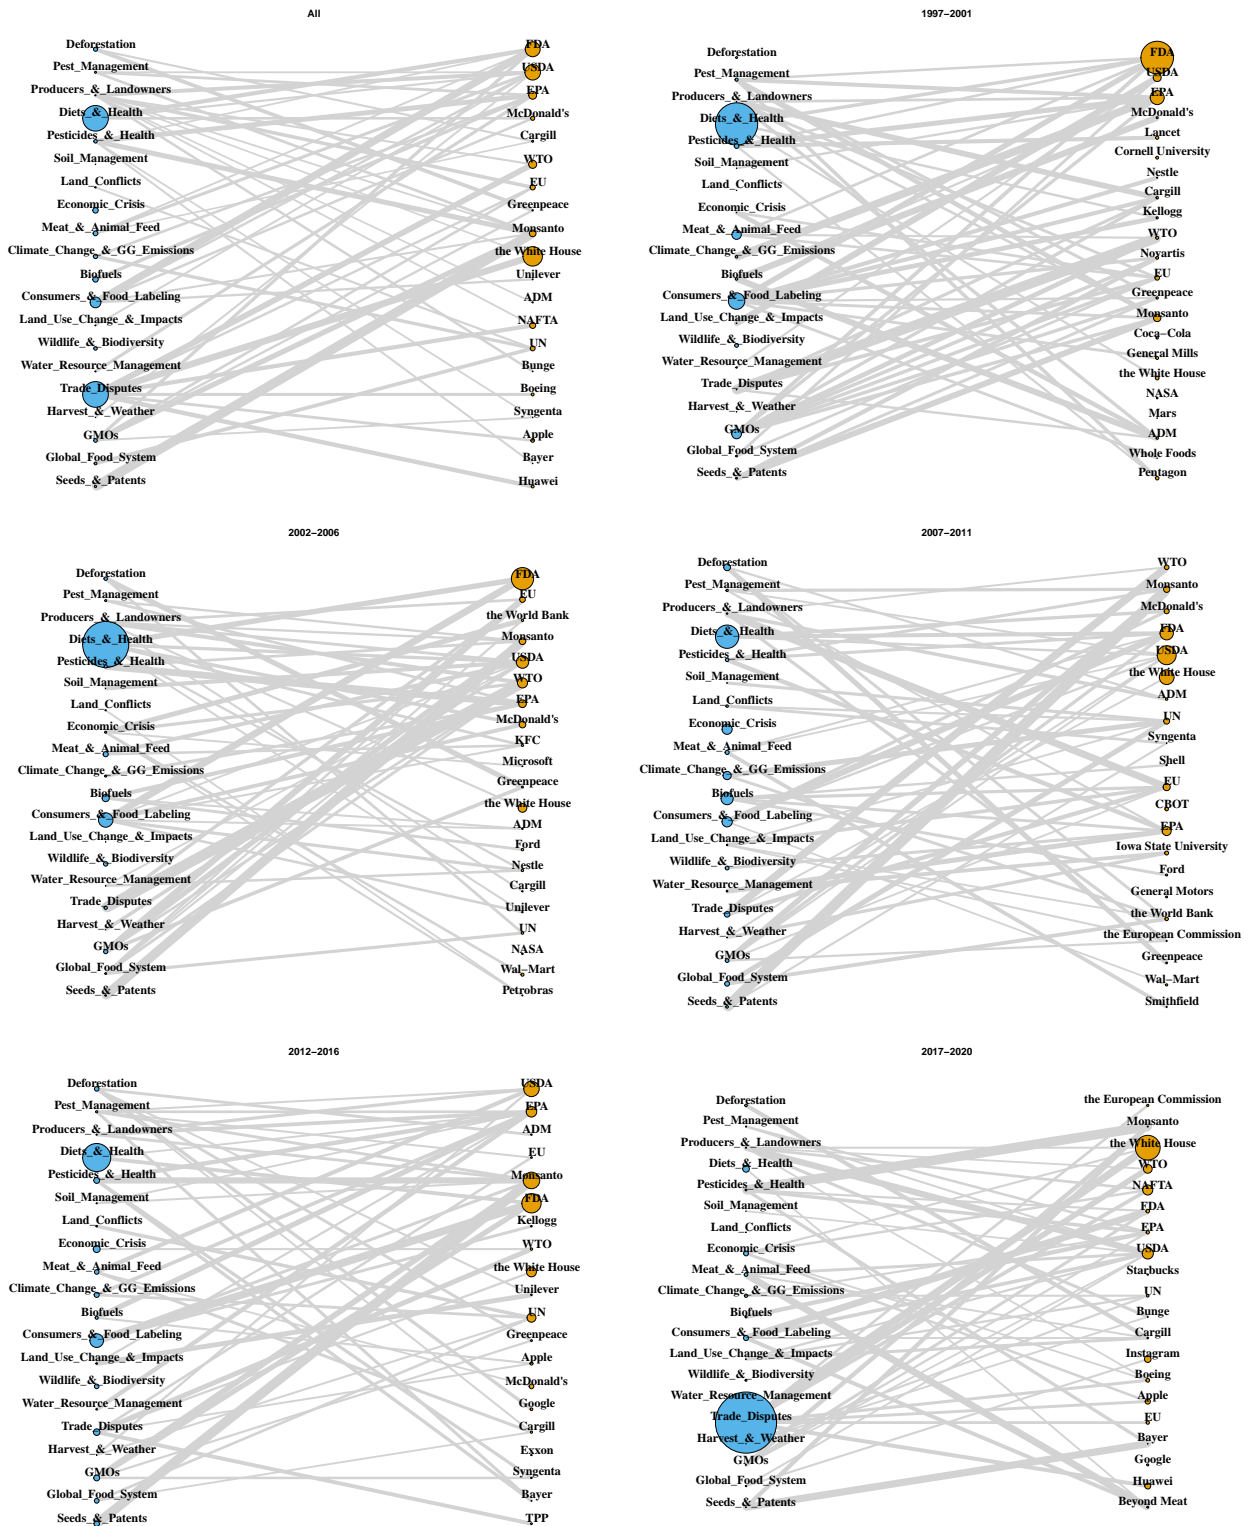 All
Deforestation
Pest_Management
Producers_&_Landowners
Diets_&_Health
Pesticides_&_Health
Soil_Management
Land_Conflicts
Economic_Crisis
Meat_&_Animal_Feed
Climate_Change_&_GG_Emissions
Biofuels
Consumers_&_Food_Labeling
Land_Use_Change_&_Impacts
Wildlife_&_Biodiversity
Water_Resource_Management
Trade_Disputes
Harvest_&_Weather
GMOs
Global_Food_System
Seeds_&_Patents
FDA
USDA
EPA
McDonald's
Cargill
WTO
EU
Greenpeace
Monsanto
the White House
Unilever
ADM
NAFTA
UN
Bunge
Boeing
Syngenta
Apple
Bayer
Huawei
1997–2001
Deforestation
Pest_Management
Producers_&_Landowners
Diets_&_Health
Pesticides_&_Health
Soil_Management
Land_Conflicts
Economic_Crisis
Meat_&_Animal_Feed
Climate_Change_&_GG_Emissions
Biofuels
Consumers_&_Food_Labeling
Land_Use_Change_&_Impacts
Wildlife_&_Biodiversity
Water_Resource_Management
Trade_Disputes
Harvest_&_Weather
GMOs
Global_Food_System
Seeds_&_Patents
FDA
USDA
EPA
McDonald's
Lancet
Cornell University
Nestle
Cargill
Kellogg
WTO
Novartis
EU
Greenpeace
Monsanto
Coca–Cola
General Mills
the White House
NASA
Mars
ADM
Whole Foods
Pentagon
2002–2006
Deforestation
Pest_Management
Producers_&_Landowners
Diets_&_Health
Pesticides_&_Health
Soil_Management
Land_Conflicts
Economic_Crisis
Meat_&_Animal_Feed
Climate_Change_&_GG_Emissions
Biofuels
Consumers_&_Food_Labeling
Land_Use_Change_&_Impacts
Wildlife_&_Biodiversity
Water_Resource_Management
Trade_Disputes
Harvest_&_Weather
GMOs
Global_Food_System
Seeds_&_Patents
FDA
EU
the World Bank
Monsanto
USDA
WTO
EPA
McDonald's
KFC
Microsoft
Greenpeace
the White House
ADM
Ford
Nestle
Cargill
Unilever
UN
NASA
Wal–Mart
Petrobras
2007–2011
Deforestation
Pest_Management
Producers_&_Landowners
Diets_&_Health
Pesticides_&_Health
Soil_Management
Land_Conflicts
Economic_Crisis
Meat_&_Animal_Feed
Climate_Change_&_GG_Emissions
Biofuels
Consumers_&_Food_Labeling
Land_Use_Change_&_Impacts
Wildlife_&_Biodiversity
Water_Resource_Management
Trade_Disputes
Harvest_&_Weather
GMOs
Global_Food_System
Seeds_&_Patents
WTO
Monsanto
McDonald's
FDA
USDA
the White House
ADM
UN
Syngenta
Shell
EU
CBOT
EPA
Iowa State University
Ford
General Motors
the World Bank
the European Commission
Greenpeace
Wal–Mart
Smithfield
2012–2016
Deforestation
Pest_Management
Producers_&_Landowners
Diets_&_Health
Pesticides_&_Health
Soil_Management
Land_Conflicts
Economic_Crisis
Meat_&_Animal_Feed
Climate_Change_&_GG_Emissions
Biofuels
Consumers_&_Food_Labeling
Land_Use_Change_&_Impacts
Wildlife_&_Biodiversity
Water_Resource_Management
Trade_Disputes
Harvest_&_Weather
GMOs
Global_Food_System
Seeds_&_Patents
USDA
EPA
ADM
EU
Monsanto
FDA
Kellogg
WTO
the White House
Unilever
UN
Greenpeace
Apple
McDonald's
Google
Cargill
Exxon
Syngenta
Bayer
TPP
2017–2020
Deforestation
Pest_Management
Producers_&_Landowners
Diets_&_Health
Pesticides_&_Health
Soil_Management
Land_Conflicts
Economic_Crisis
Meat_&_Animal_Feed
Climate_Change_&_GG_Emissions
Biofuels
Consumers_&_Food_Labeling
Land_Use_Change_&_Impacts
Wildlife_&_Biodiversity
Water_Resource_Management
Trade_Disputes
Harvest_&_Weather
GMOs
Global_Food_System
Seeds_&_Patents
the European Commission
Monsanto
the White House
WTO
NAFTA
FDA
EPA
USDA
Starbucks
UN
Bunge
Cargill
Instagram
Boeing
Apple
EU
Bayer
Google
Huawei
Beyond Meat